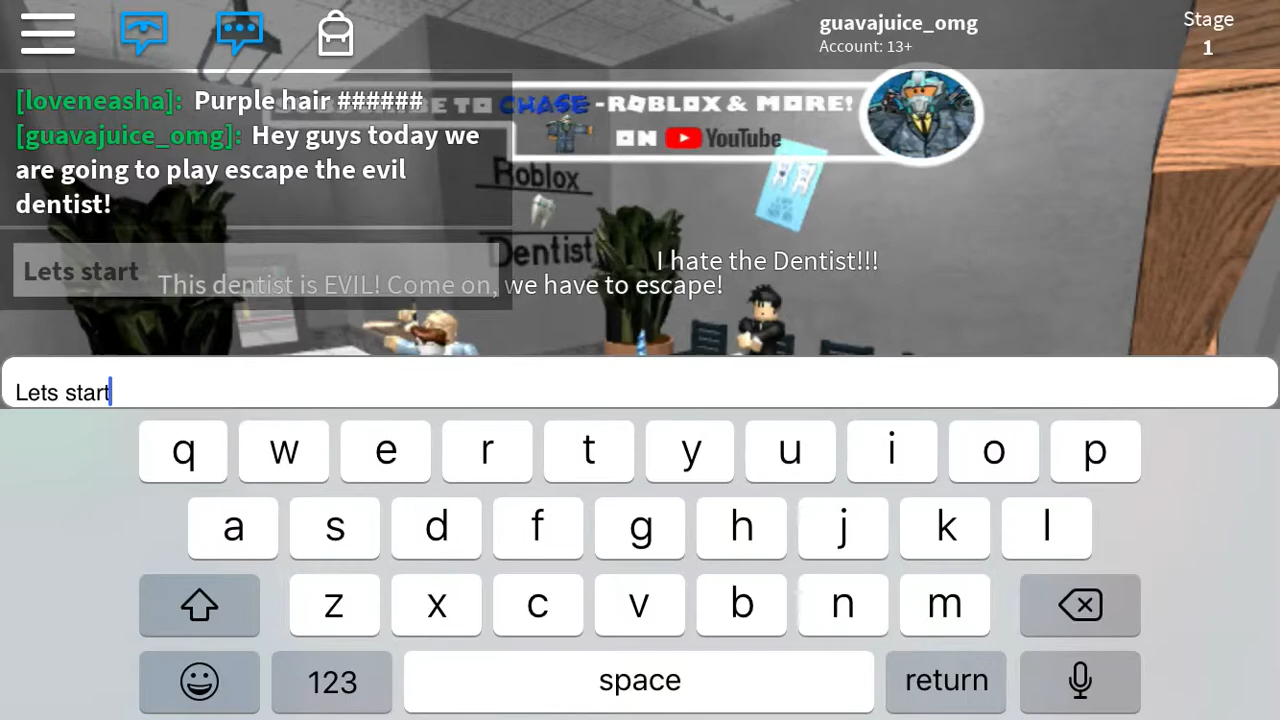 guavajuice_omg
Account: 13+
Stage
1
[loveneasha]: Purple hair ######
[guavajuice_omg]: Hey guys today we
are going to play escape the evil
dentist!
BE TO CHASE -ROBLOX & MORE!
ON YouTube
Roblox
Dentist
I hate the Dentist!!!
This dentist is EVIL! Come on, we have to escape!
Lets start
Lets start
q w e r t y u i o p
a s d f g h j k l
z x c v b n m
123 space return